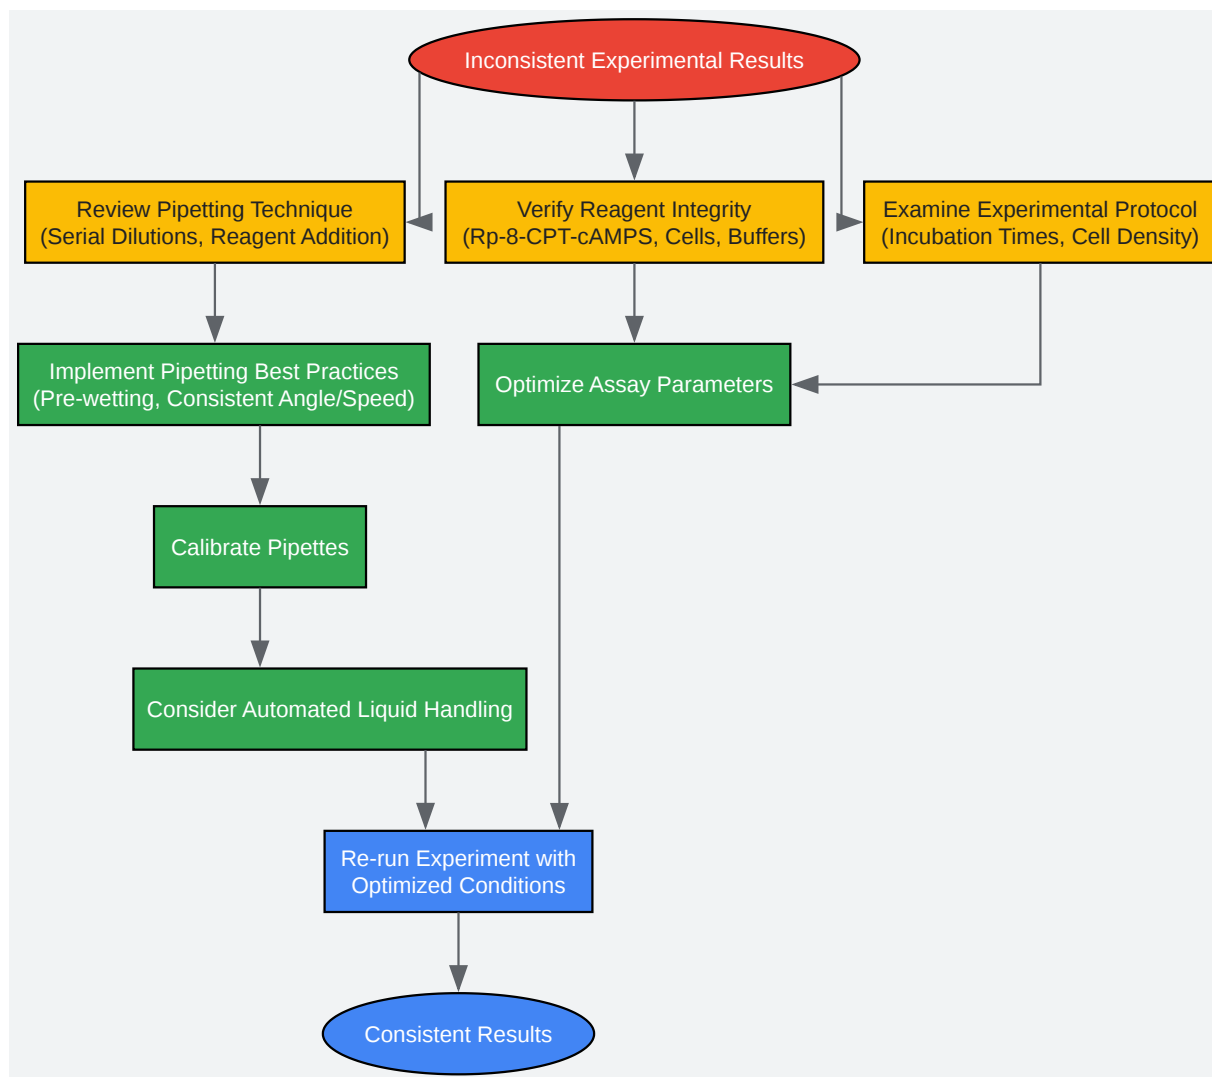 Inconsistent Experimental Results
Review Pipetting Technique
(Serial Dilutions, Reagent Addition)
Verify Reagent Integrity
(Rp-8-CPT-cAMPS, Cells, Buffers)
Examine Experimental Protocol
(Incubation Times, Cell Density)
Implement Pipetting Best Practices
(Pre-wetting, Consistent Angle/Speed)
Optimize Assay Parameters
Calibrate Pipettes
Consider Automated Liquid Handling
Re-run Experiment with
Optimized Conditions
Consistent Results